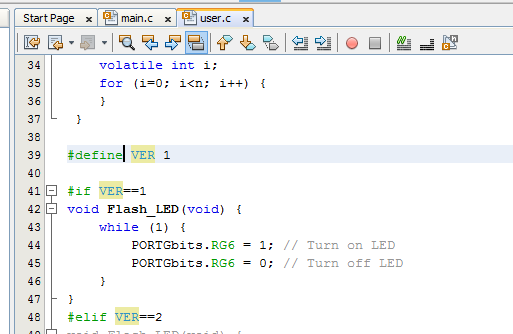 Start Page main.c user.c
34 volatile int i;
35 for (i=0; i<n; i++) {
36 }
37 }
38
39 #define VER 1
40
41 #if VER==1
42 void Flash_LED(void) {
43 while (1) {
44 PORTGbits.RG6 = 1; // Turn on LED
45 PORTGbits.RG6 = 0; // Turn off LED
46 }
47 }
48 #elif VER==2
void Flash_LED(void) {